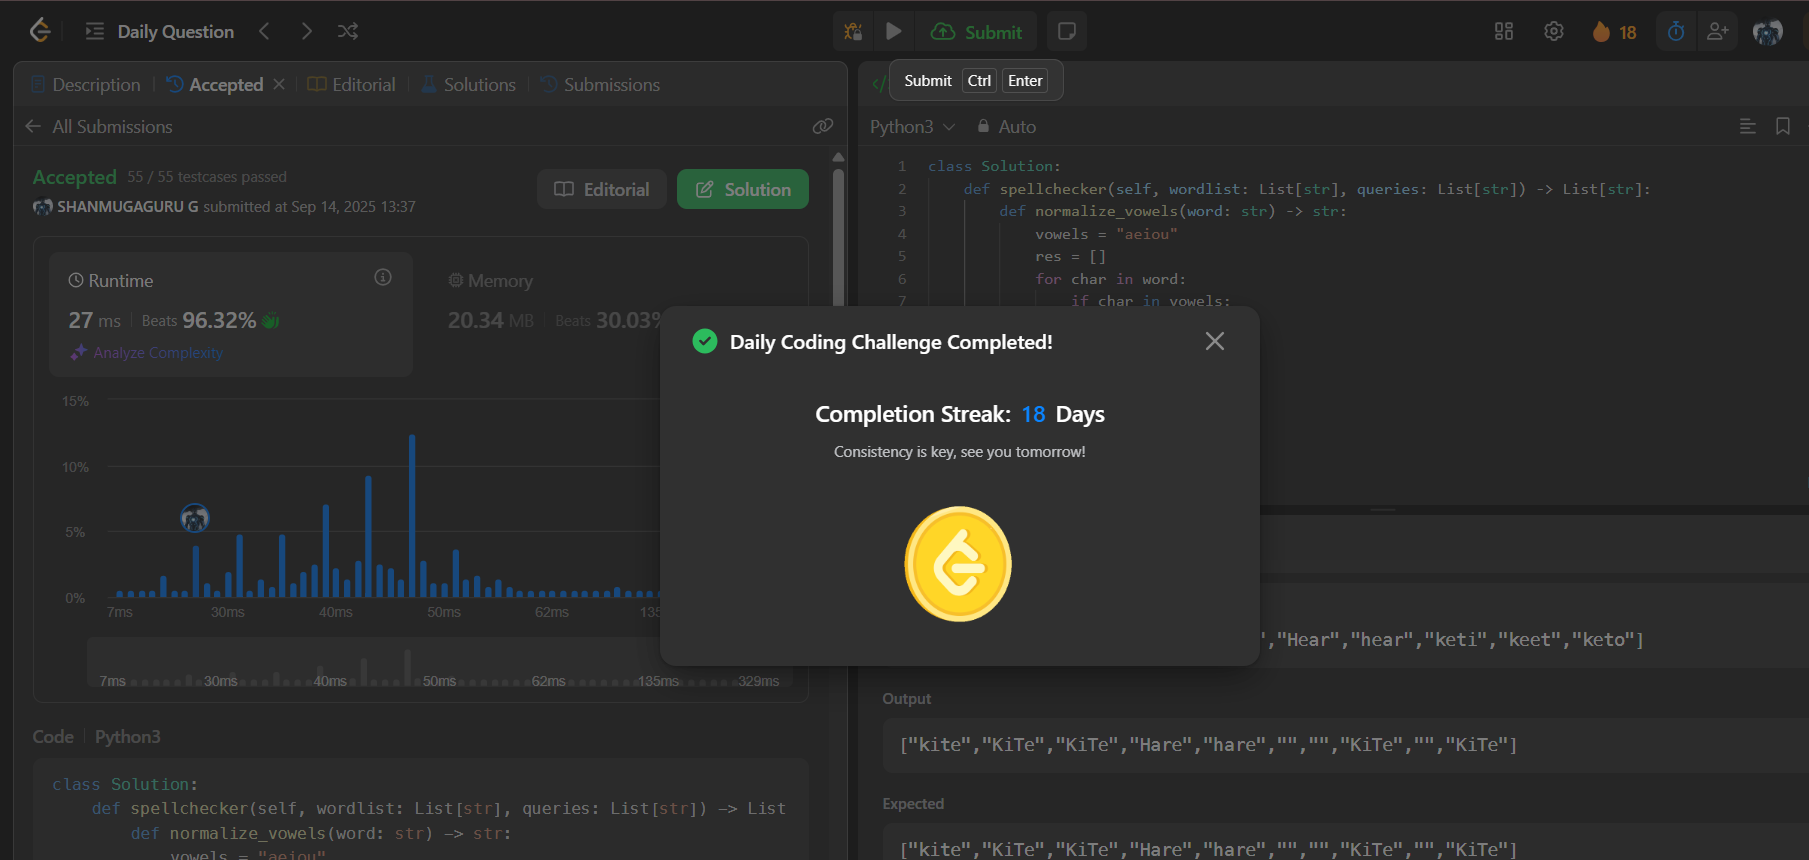 Daily Question
Submit
18
Description
Accepted
Editorial
Solutions
Submissions
</>
Submit Ctrl Enter
All Submissions
Python3
Auto
Accepted 55 / 55 testcases passed
SHANMUGAGURU G submitted at Sep 14, 2025 13:37
Editorial
Solution
Runtime
27 ms Beats 96.32%
Analyze Complexity
Memory
20.34 MB Beats 30.03%
15%
10%
5%
0%
7ms 30ms 40ms 50ms 62ms 135
7ms 30ms 40ms 50ms 62ms 135ms 329ms
Code Python3
class Solution:
def spellchecker(self, wordlist: List[str], queries: List[str]) -> List
def normalize_vowels(word: str) -> str:
vowels = "aeiou"
1 class Solution:
2 def spellchecker(self, wordlist: List[str], queries: List[str]) -> List[str]:
3 def normalize_vowels(word: str) -> str:
4 vowels = "aeiou"
5 res = []
6 for char in word:
7 if char in vowels:
Daily Coding Challenge Completed!
Completion Streak: 18 Days
Consistency is key, see you tomorrow!
","Hear","hear","keti","keet","keto"]
Output
["kite","KiTe","KiTe","Hare","hare","","","KiTe","","KiTe"]
Expected
["kite","KiTe","KiTe","Hare","hare","","","KiTe","","KiTe"]